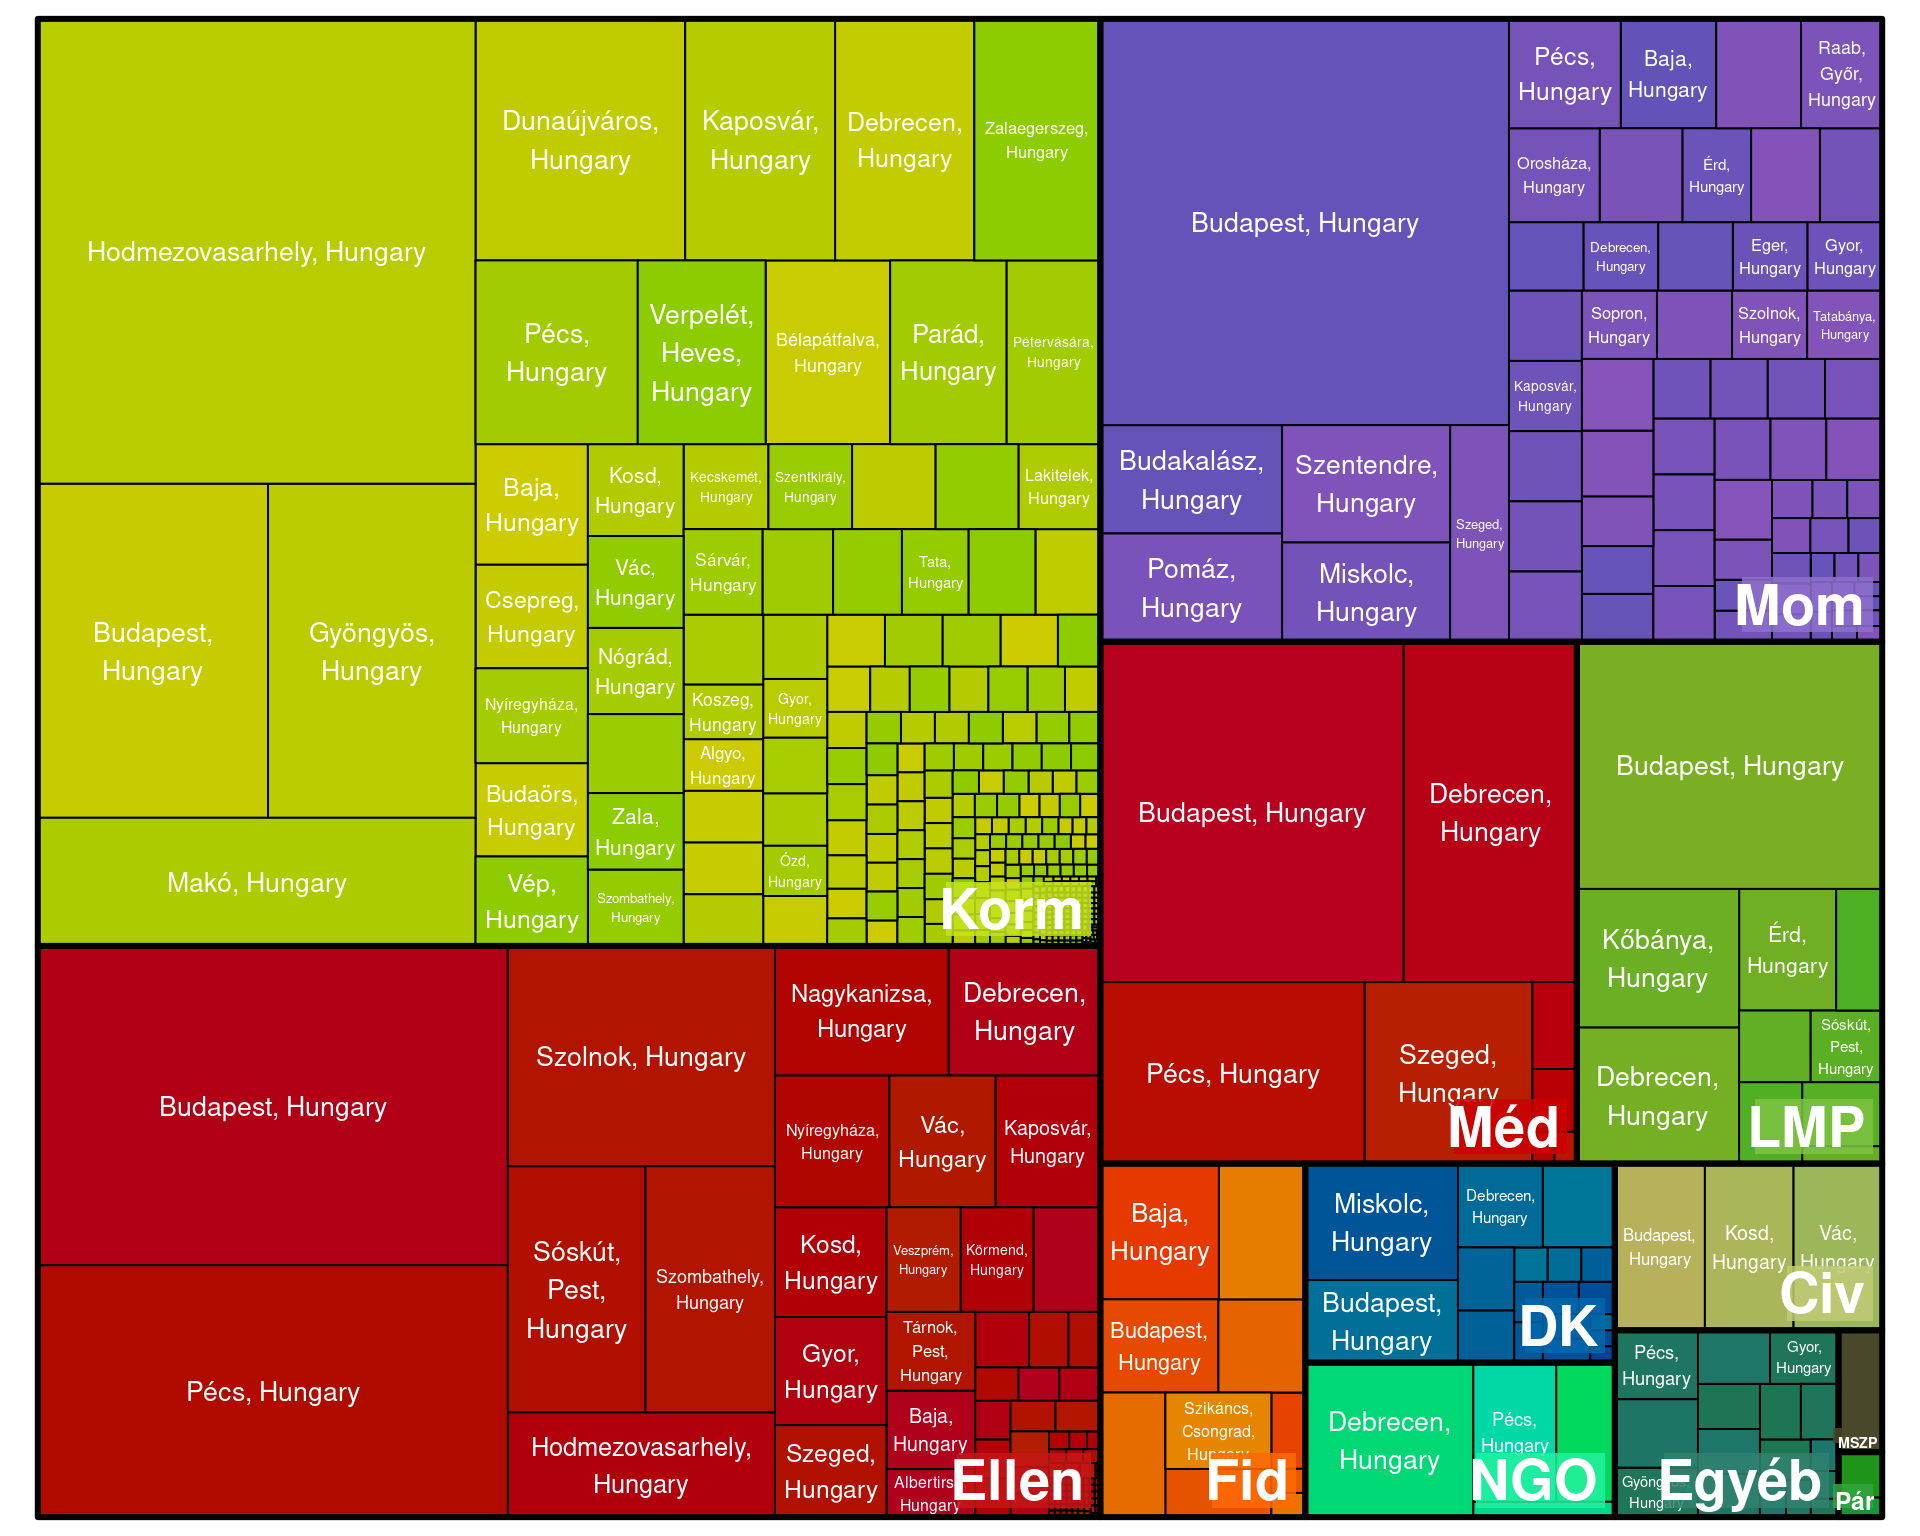 Hodmezovasarhely, Hungary
Budapest,
Hungary
Gyöngyös,
Hungary
Makó, Hungary
Dunaújváros,
Hungary
Kaposvár,
Hungary
Debrecen,
Hungary
Zalaegerszeg,
Hungary
Pécs,
Hungary
Verpelét,
Heves,
Hungary
Bélapátfalva,
Hungary
Parád,
Hungary
Pétervására,
Hungary
Baja,
Hungary
Csepreg,
Hungary
Nyíregyháza,
Hungary
Budaörs,
Hungary
Vép,
Hungary
Kosd,
Hungary
Vác,
Hungary
Nógrád,
Hungary
Zala,
Hungary
Szombathely,
Hungary
Kecskemét,
Hungary
Szentkirály,
Hungary
Lakitelek,
Hungary
Sárvár,
Hungary
Tata,
Hungary
Koszeg,
Hungary
Gyor,
Hungary
Algyo,
Hungary
Ózd,
Hungary
Korm
Budapest, Hungary
Pécs,
Hungary
Baja,
Hungary
Raab,
Győr,
Hungary
Orosháza,
Hungary
Érd,
Hungary
Debrecen,
Hungary
Eger,
Hungary
Gyor,
Hungary
Sopron,
Hungary
Szolnok,
Hungary
Tatabánya,
Hungary
Kaposvár,
Hungary
Budakalász,
Hungary
Szentendre,
Hungary
Szeged,
Hungary
Pomáz,
Hungary
Miskolc,
Hungary
Mom
Budapest, Hungary
Pécs, Hungary
Szolnok, Hungary
Sóskút,
Pest,
Hungary
Szombathely,
Hungary
Hodmezovasarhely,
Hungary
Nagykanizsa,
Hungary
Debrecen,
Hungary
Nyíregyháza,
Hungary
Vác,
Hungary
Kaposvár,
Hungary
Kosd,
Hungary
Veszprém,
Hungary
Körmend,
Hungary
Gyor,
Hungary
Tárnok,
Pest,
Hungary
Baja,
Hungary
Szeged,
Hungary
Hungary
Ellen
Budapest, Hungary
Debrecen,
Hungary
Pécs, Hungary
Szeged,
Hungary
Méd
Budapest, Hungary
Kőbánya,
Hungary
Érd,
Hungary
Debrecen,
Hungary
Sóskút,
Pest,
Hungary
LMP
Baja,
Hungary
Budapest,
Hungary
Szikáncs,
Csongrad,
Hungary
Fid
Miskolc,
Hungary
Debrecen,
Hungary
Budapest,
Hungary
DK
Debrecen,
Hungary
Pécs,
Hungary
NGO
Budapest,
Hungary
Kosd,
Hungary
Vác,
Hungary
Civ
Pécs,
Hungary
Gyor,
Hungary
Egyéb
MSZP
Pár